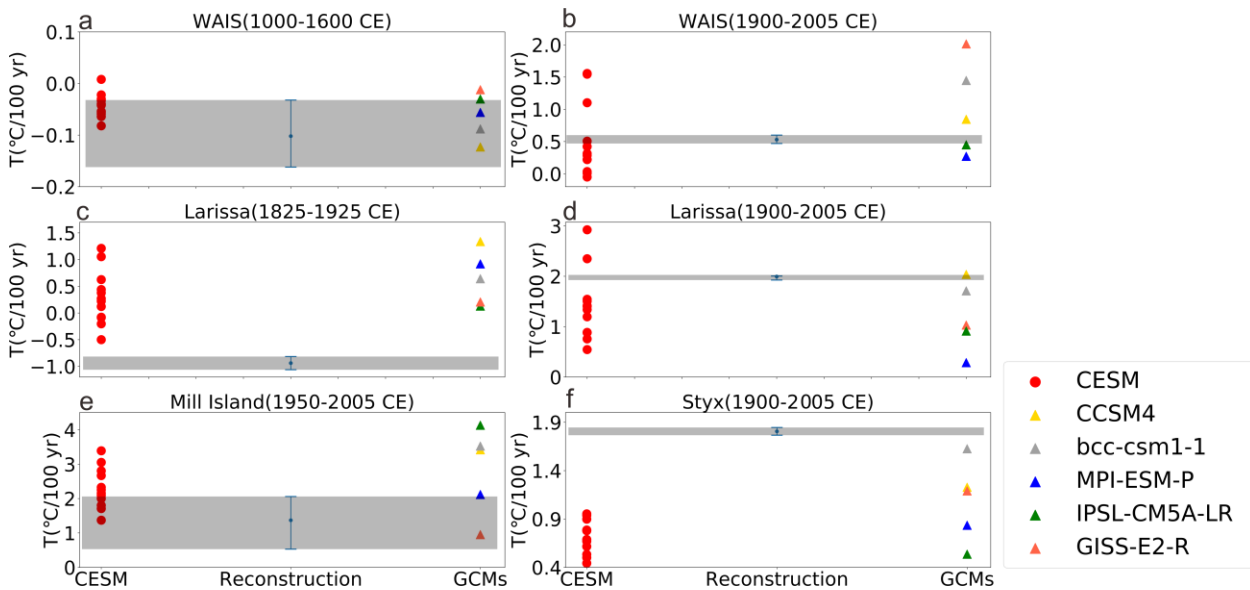 a WAIS(1000-1600 CE)
T(℃/100 yr)
0.1
0.0
−0.1
−0.2
b WAIS(1900-2005 CE)
T(℃/100 yr)
2.0
1.5
1.0
0.5
0.0
c Larissa(1825-1925 CE)
T(℃/100 yr)
1.5
1.0
0.5
0.0
−0.5
−1.0
d Larissa(1900-2005 CE)
T(℃/100 yr)
3
2
1
0
e Mill Island(1950-2005 CE)
T(℃/100 yr)
4
3
2
1
0
CESM Reconstruction GCMs
f Styx(1900-2005 CE)
T(℃/100 yr)
1.9
1.4
0.9
0.4
CESM Reconstruction GCMs
CESM
CCSM4
bcc-csm1-1
MPI-ESM-P
IPSL-CM5A-LR
GISS-E2-R